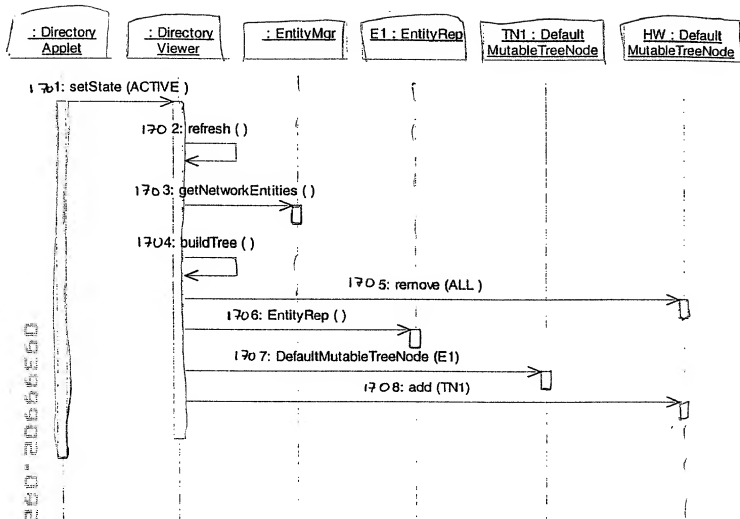 : Directory
Applet
: Directory
Viewer
: EntityMgr
E1 : EntityRep
TN1 : Default
MutableTreeNode
HW : Default
MutableTreeNode
1701: setState (ACTIVE )
1702: refresh ( )
1703: getNetworkEntities ( )
1704: buildTree ( )
1705: remove (ALL )
1706: EntityRep ( )
1707: DefaultMutableTreeNode (E1)
1708: add (TN1)